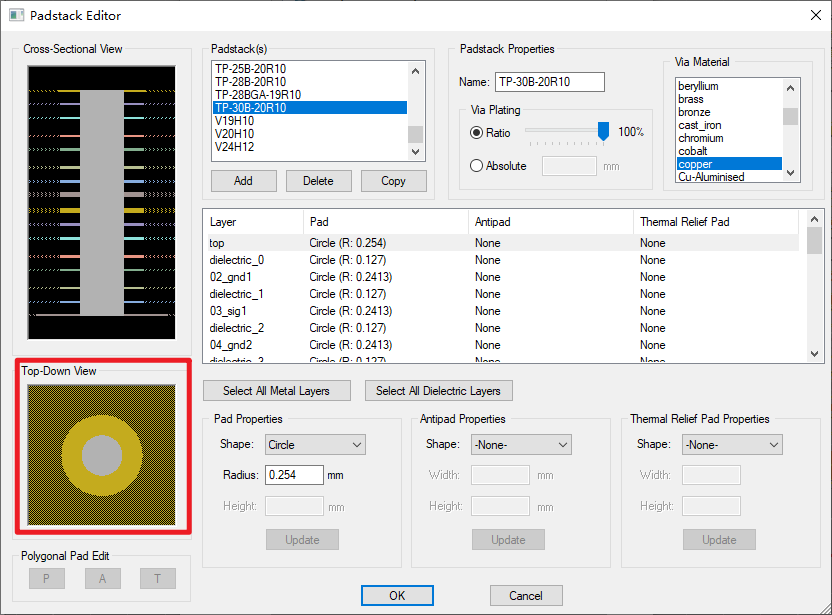 Padstack Editor
Cross-Sectional View
Padstack(s)
TP-25B-20R10
TP-28B-20R10
TP-28BGA-19R10
TP-30B-20R10
V19H10
V20H10
V24H12
Add Delete Copy
Padstack Properties
Name: TP-30B-20R10
Via Plating
Ratio 100%
Absolute mm
Via Material
beryllium
brass
bronze
cast_iron
chromium
cobalt
copper
Cu-Aluminised
Layer Pad Antipad Thermal Relief Pad
top Circle (R: 0.254) None None
dielectric_0 Circle (R: 0.127) None None
02_gnd1 Circle (R: 0.2413) None None
dielectric_1 Circle (R: 0.127) None None
03_sig1 Circle (R: 0.2413) None None
dielectric_2 Circle (R: 0.127) None None
04_gnd2 Circle (R: 0.2413) None None
dielectric_3 Circle (R: 0.127) None None
Top-Down View
Select All Metal Layers Select All Dielectric Layers
Pad Properties
Shape: Circle
Radius: 0.254 mm
Height: mm
Update
Antipad Properties
Shape: -None-
Width: mm
Height: mm
Update
Thermal Relief Pad Properties
Shape: -None-
Width:
Height:
Update
Polygonal Pad Edit
P A T
OK Cancel